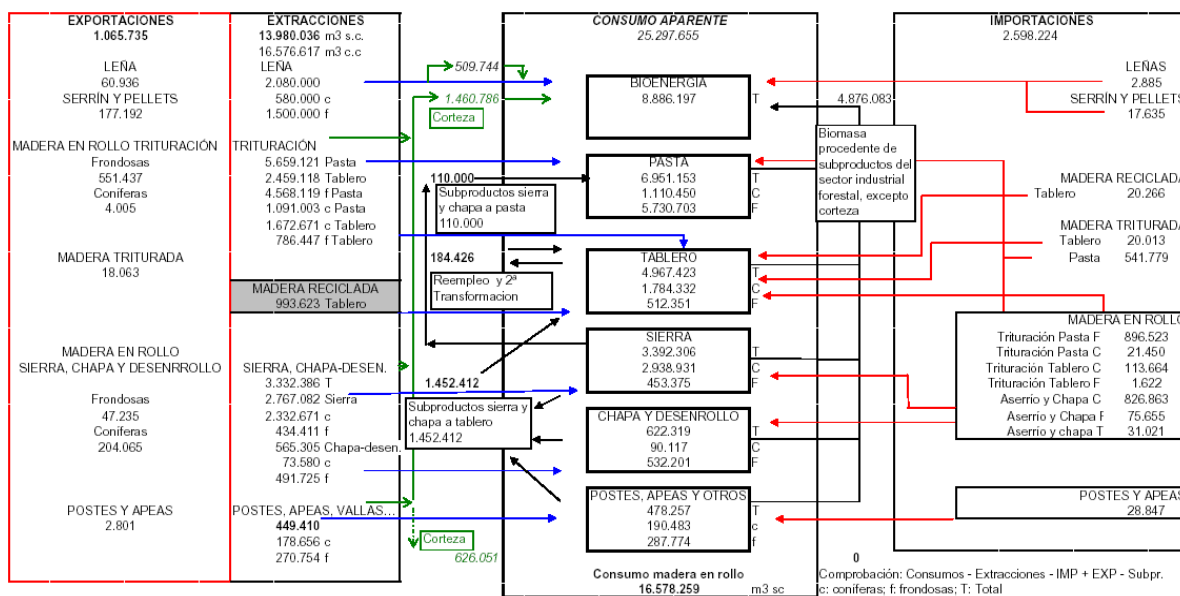 EXPORTACIONES
1.065.735
LEÑA
60.936
SERRÍN Y PELLETS
177.192
MADERA EN ROLLO TRITURACIÓN
Frondosas
551.437
Coníferas
4.005
MADERA TRITURADA
18.063
MADERA EN ROLLO
SIERRA, CHAPA Y DESENRROLLO
Frondosas
47.235
Coníferas
204.065
POSTES Y APEAS
2.801
EXTRACCIONES
13.980.036 m3 s.c.
16.576.617 m3 c.c
LEÑA
2.080.000
580.000 c
1.500.000 f
TRITURACIÓN
5.659.121 Pasta
2.459.118 Tablero
4.568.119 f Pasta
1.091.003 c Pasta
1.672.671 c Tablero
786.447 f Tablero
MADERA RECICLADA
993.623 Tablero
SIERRA, CHAPA-DESEN.
3.332.386 T
2.767.082 Sierra
2.332.671 c
434.411 f
565.305 Chapa-desen.
73.580 c
491.725 f
POSTES, APEAS, VALLAS...
449.410
178.656 c
270.754 f
509.744
1.460.786
Corteza
110.000
Subproductos sierra
y chapa a pasta
110.000
184.426
Reempleo y 2ª
Transformacion
1.452.412
Subproductos sierra y
chapa a tablero
1.452.412
Corteza
626.051
CONSUMO APARENTE
25.297.655
BIOENERGÍA
8.886.197 T
PASTA
6.951.153 T
1.110.450 C
5.730.703 F
TABLERO
4.967.423 T
1.784.332 C
512.351 F
SIERRA
3.392.306 T
2.938.931 C
453.375 F
CHAPA Y DESENROLLO
622.319 T
90.117 C
532.201 F
POSTES, APEAS Y OTROS
478.257 T
190.483 c
287.774 f
Consumo madera en rollo
16.578.259 m3 sc
4.876.083
Biomasa
procedente de
subproductos del
sector industrial
forestal, excepto
corteza
IMPORTACIONES
2.598.224
LEÑAS
2.885
SERRÍN Y PELLETS
17.635
MADERA RECICLADA
Tablero 20.266
MADERA TRITURADA
Tablero 20.013
Pasta 541.779
MADERA EN ROLLO
Trituración Pasta F 896.523
Trituración Pasta C 21.450
Trituración Tablero C 113.664
Trituración Tablero F 1.622
Aserrío y Chapa C 826.863
Aserrío y Chapa F 75.655
Aserrío y chapa T 31.021
POSTES Y APEAS
28.847
0
Comprobación: Consumos - Extracciones - IMP + EXP - Subpr.
c: coníferas; f: frondosas; T: Total